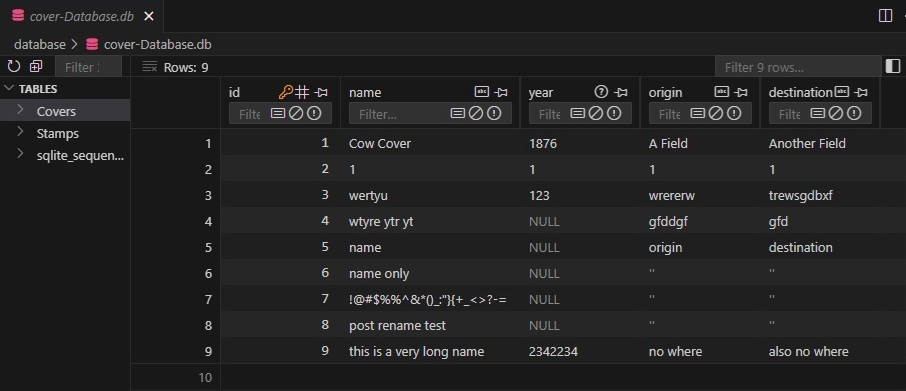 cover-Database.db
database > cover-Database.db
Filter Rows: 9 Filter 9 rows...
TABLES
Covers
Stamps
sqlite_sequen...
id name year origin destination
Filte Filter... Filte Filte Filte
1 1 Cow Cover 1876 A Field Another Field
2 2 1 1 1 1
3 3 wertyu 123 wrererw trewsgdbxf
4 4 wtyre ytr yt NULL gfddgf gfd
5 5 name NULL origin destination
6 6 name only NULL '' ''
7 7 !@#$%%^&*()_:"}{+_<>?-= NULL '' ''
8 8 post rename test NULL '' ''
9 9 this is a very long name 2342234 no where also no where
10